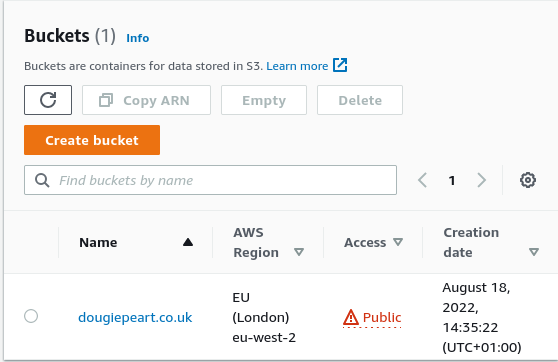 Buckets (1) Info
Buckets are containers for data stored in S3. Learn more
Copy ARN Empty Delete
Create bucket
Find buckets by name 1
Name AWS Region Access Creation date
dougiepeart.co.uk EU (London) eu-west-2 Public August 18, 2022, 14:35:22 (UTC+01:00)